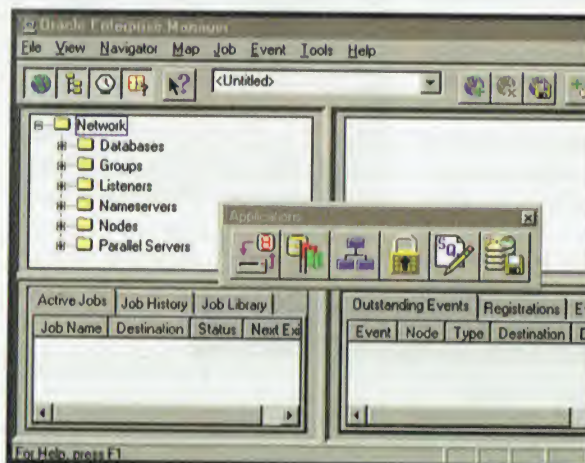 Oracle Enterprise Manager
File View Navigator Map Job Event Tools Help
<Untitled>
Network
Databases
Groups
Listeners
Nameservers
Nodes
Parallel Servers
Applications
SQ
Active Jobs Job History Job Library
Job Name Destination Status Next Exi
Outstanding Events Registrations E
Event Node Type Destination D
For Help, press F1